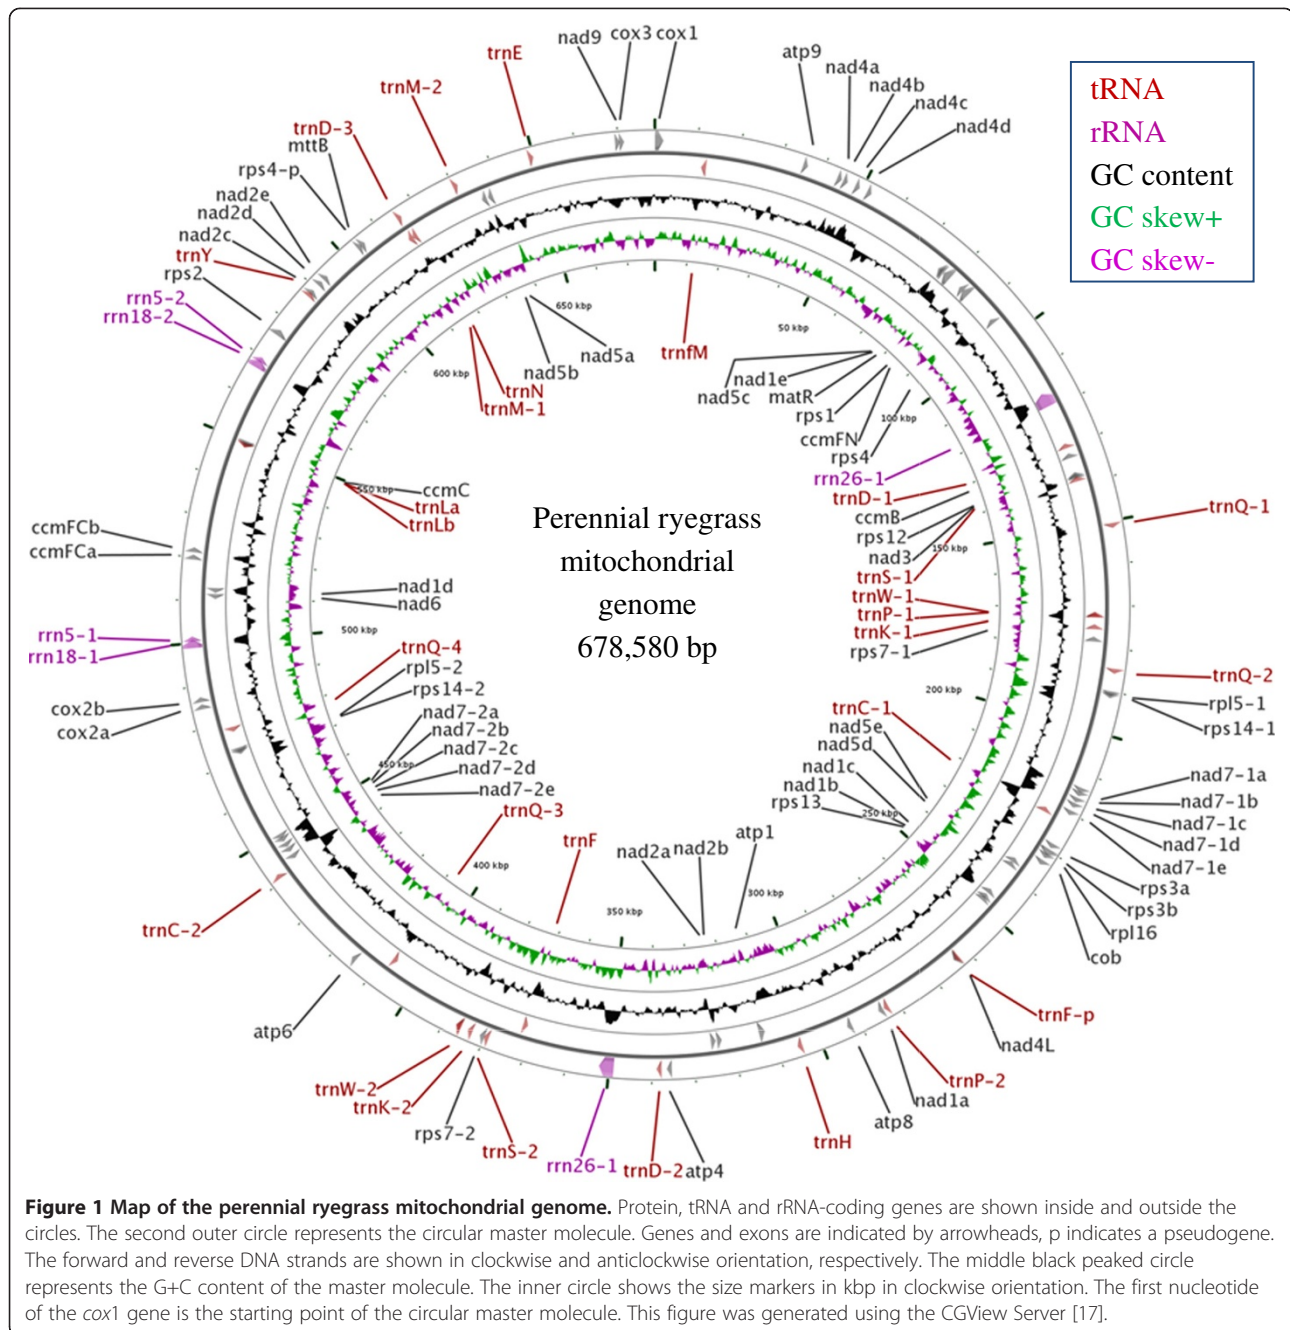 nad9
cox3
cox1
trnE
atp9
nad4a
nad4b
nad4c
nad4d
trnM-2
trnD-3
mttB
rps4-p
nad2e
nad2d
nad2c
trnY
rps2
rrn5-2
rrn18-2
tRNA
rRNA
GC content
GC skew+
GC skew-
650 kbp
50 kbp
600 kbp
nad5a
nad5b
trnN
trnM-1
trnfM
nad1e
nad5c
matR
rps1
100 kbp
ccmFN
rps4
rrn26-1
trnD-1
ccmB
rps12
nad3
150 kbp
trnS-1
trnW-1
trnP-1
trnK-1
rps7-1
trnQ-1
550 kbp
ccmC
trnLa
trnLb
ccmFCb
ccmFCa
Perennial ryegrass
mitochondrial
genome
678,580 bp
nad1d
nad6
500 kbp
rrn5-1
rrn18-1
trnQ-4
rpl5-2
rps14-2
cox2b
cox2a
nad7-2a
nad7-2b
nad7-2c
nad7-2d
nad7-2e
450 kbp
200 kbp
trnC-1
nad5e
nad5d
nad1c
nad1b
rps13
250 kbp
trnQ-2
rpl5-1
rps14-1
nad7-1a
nad7-1b
nad7-1c
nad7-1d
nad7-1e
rps3a
rps3b
rpl16
cob
trnQ-3
trnF
400 kbp
nad2a
nad2b
atp1
350 kbp
300 kbp
trnC-2
atp6
trnW-2
trnK-2
rps7-2
trnS-2
rrn26-1
trnD-2
atp4
trnH
atp8
nad1a
trnP-2
nad4L
trnF-p
Figure 1 Map of the perennial ryegrass mitochondrial genome. Protein, tRNA and rRNA-coding genes are shown inside and outside the
circles. The second outer circle represents the circular master molecule. Genes and exons are indicated by arrowheads, p indicates a pseudogene.
The forward and reverse DNA strands are shown in clockwise and anticlockwise orientation, respectively. The middle black peaked circle
represents the G+C content of the master molecule. The inner circle shows the size markers in kbp in clockwise orientation. The first nucleotide
of the cox1 gene is the starting point of the circular master molecule. This figure was generated using the CGView Server [17].